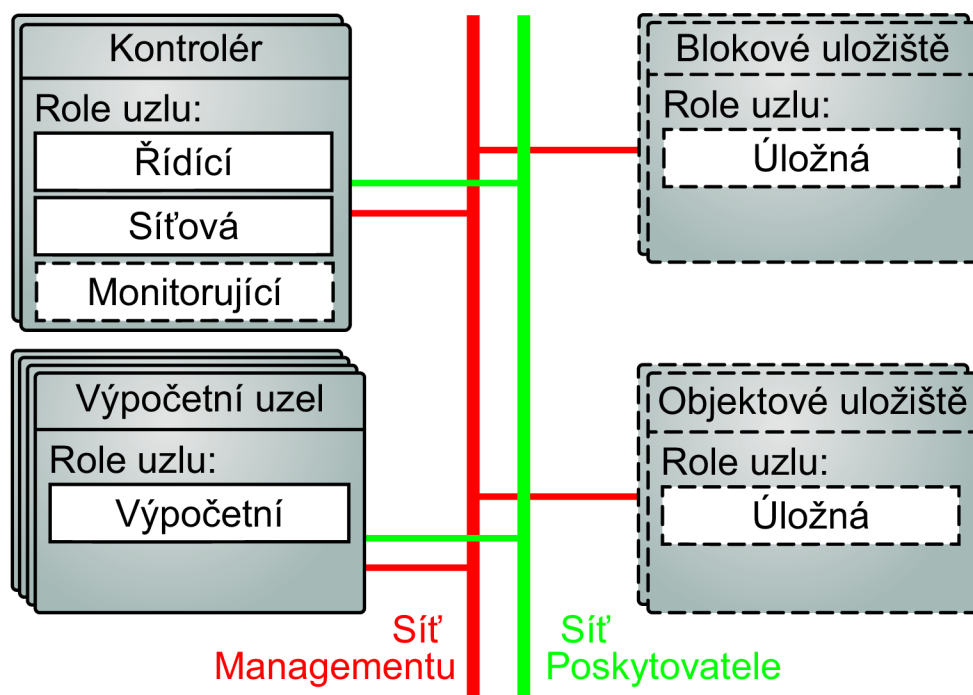 Kontrolér
Role uzlu:
Řídící
Síťová
Monitorující
Výpočetní uzel
Role uzlu:
Výpočetní
Blokové uložiště
Role uzlu:
Úložná
Objektové uložiště
Role uzlu:
Úložná
Síť
Managementu
Síť
Poskytovatele